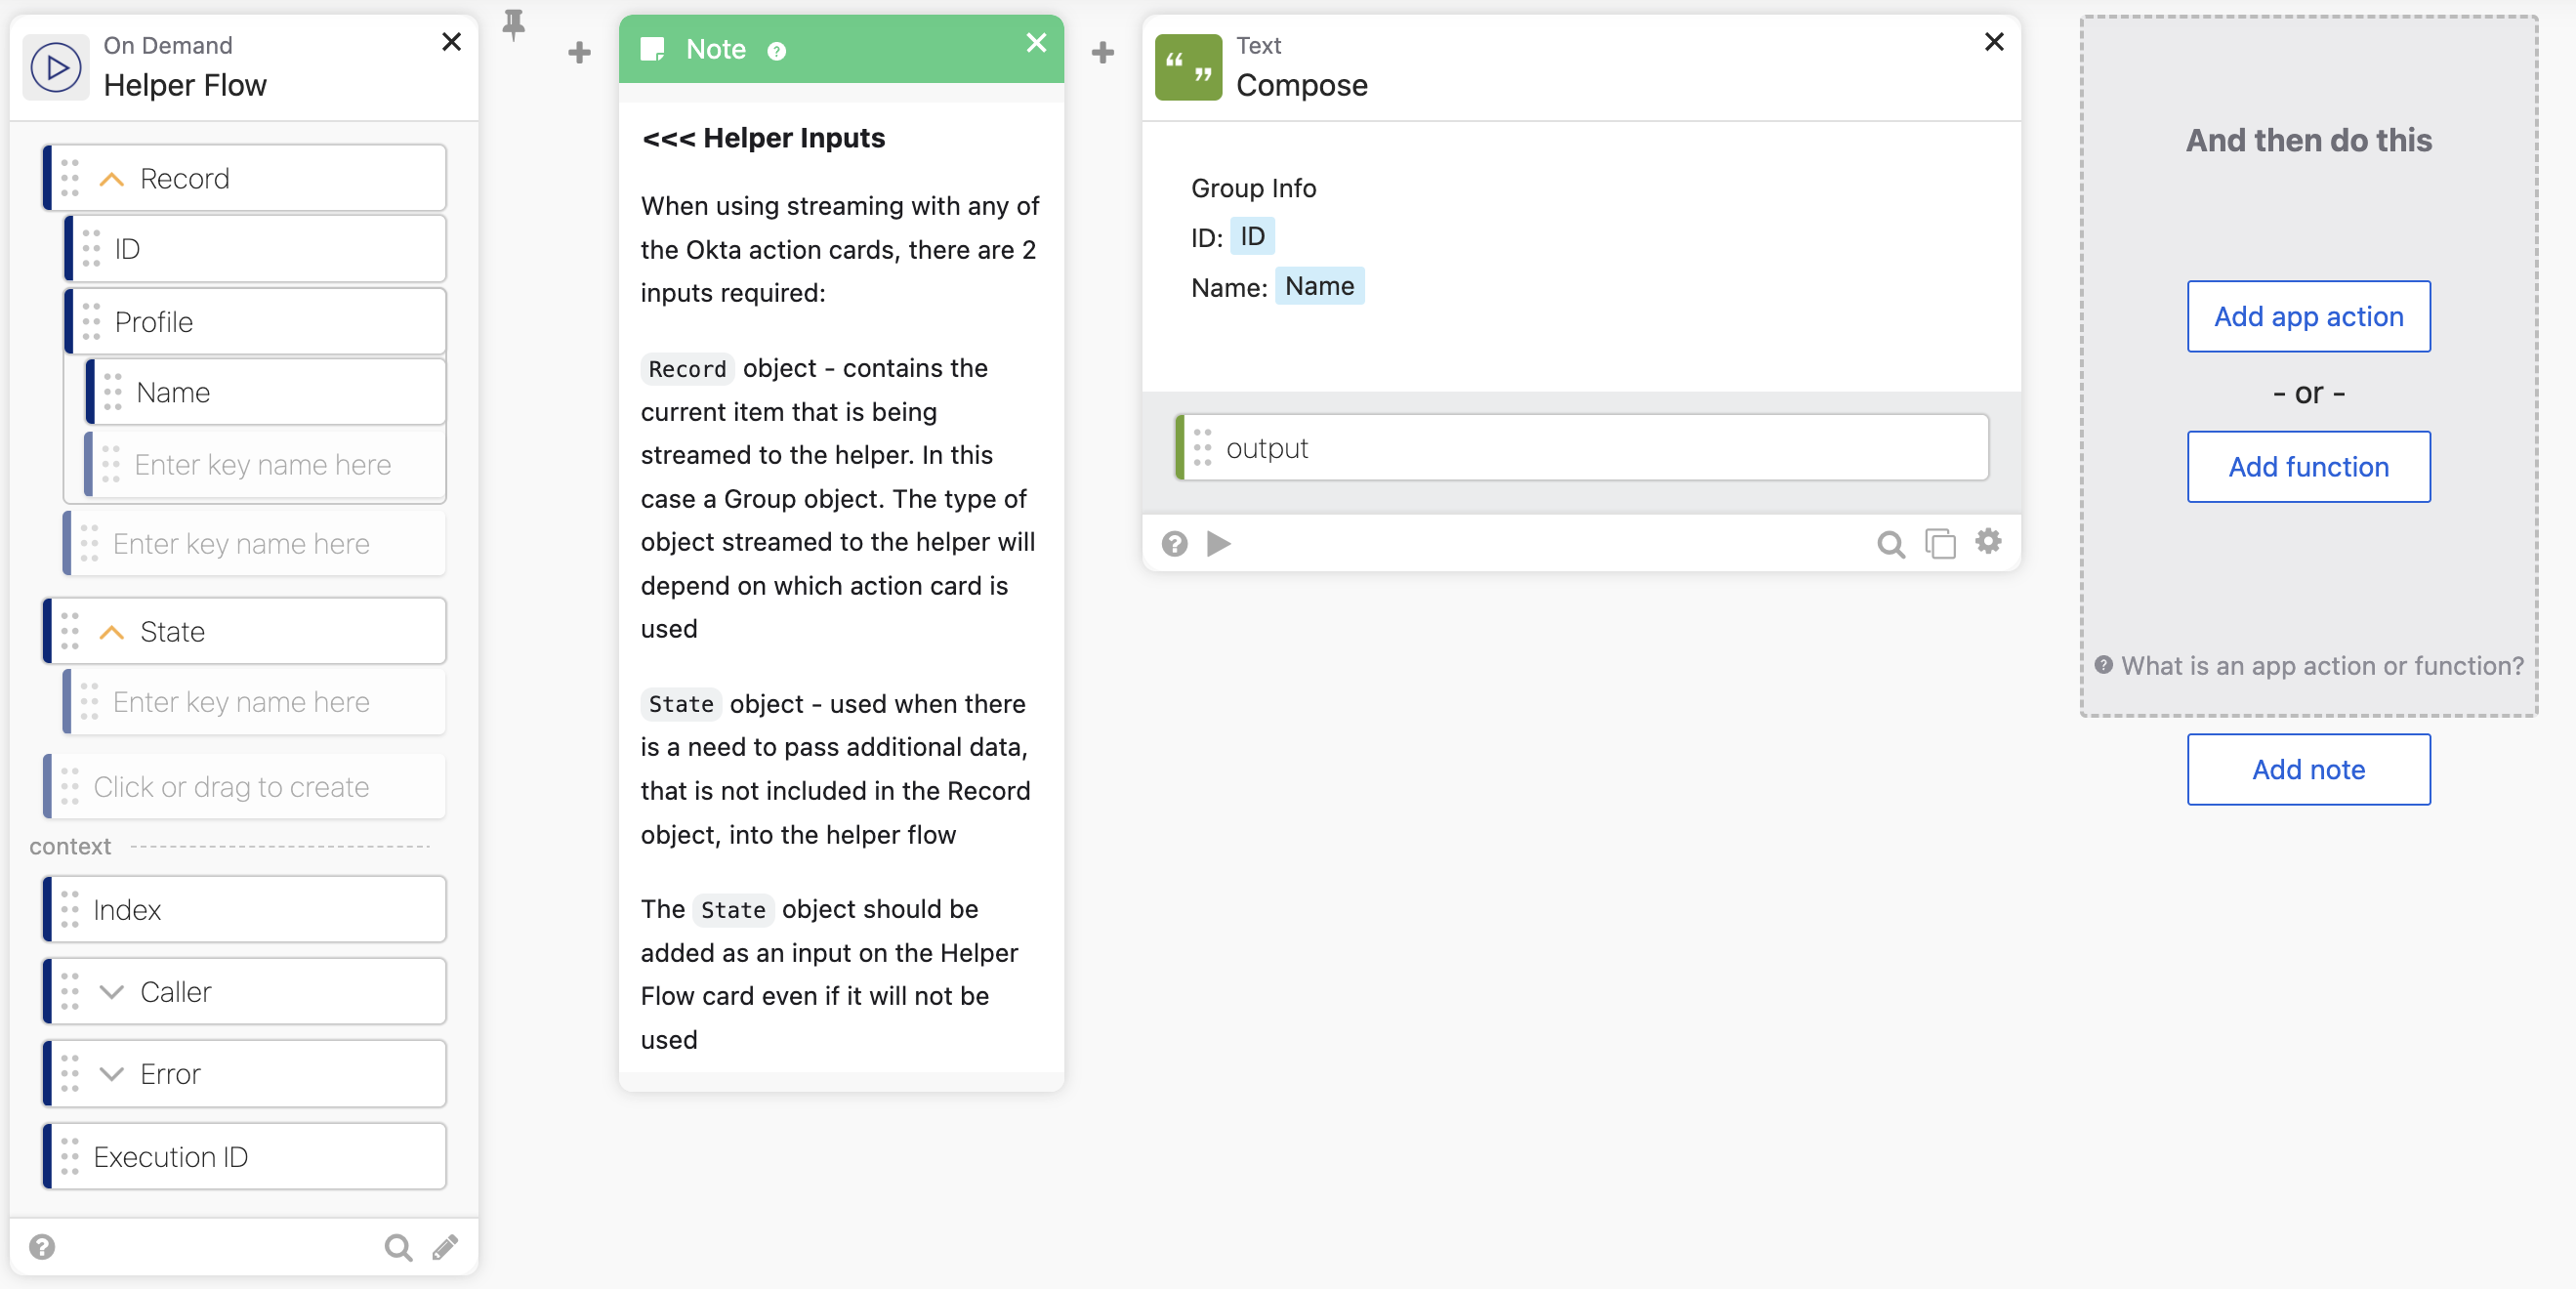 On Demand
Helper Flow
Record
ID
Profile
Name
Enter key name here
Enter key name here
State
Enter key name here
Click or drag to create
context
Index
Caller
Error
Execution ID
Note
<<< Helper Inputs
When using streaming with any of
the Okta action cards, there are 2
inputs required:
Record object - contains the
current item that is being
streamed to the helper. In this
case a Group object. The type of
object streamed to the helper will
depend on which action card is
used
State object - used when there
is a need to pass additional data,
that is not included in the Record
object, into the helper flow
The State object should be
added as an input on the Helper
Flow card even if it will not be
used
Text
Compose
Group Info
ID: ID
Name: Name
output
And then do this
Add app action
- or -
Add function
What is an app action or function?
Add note